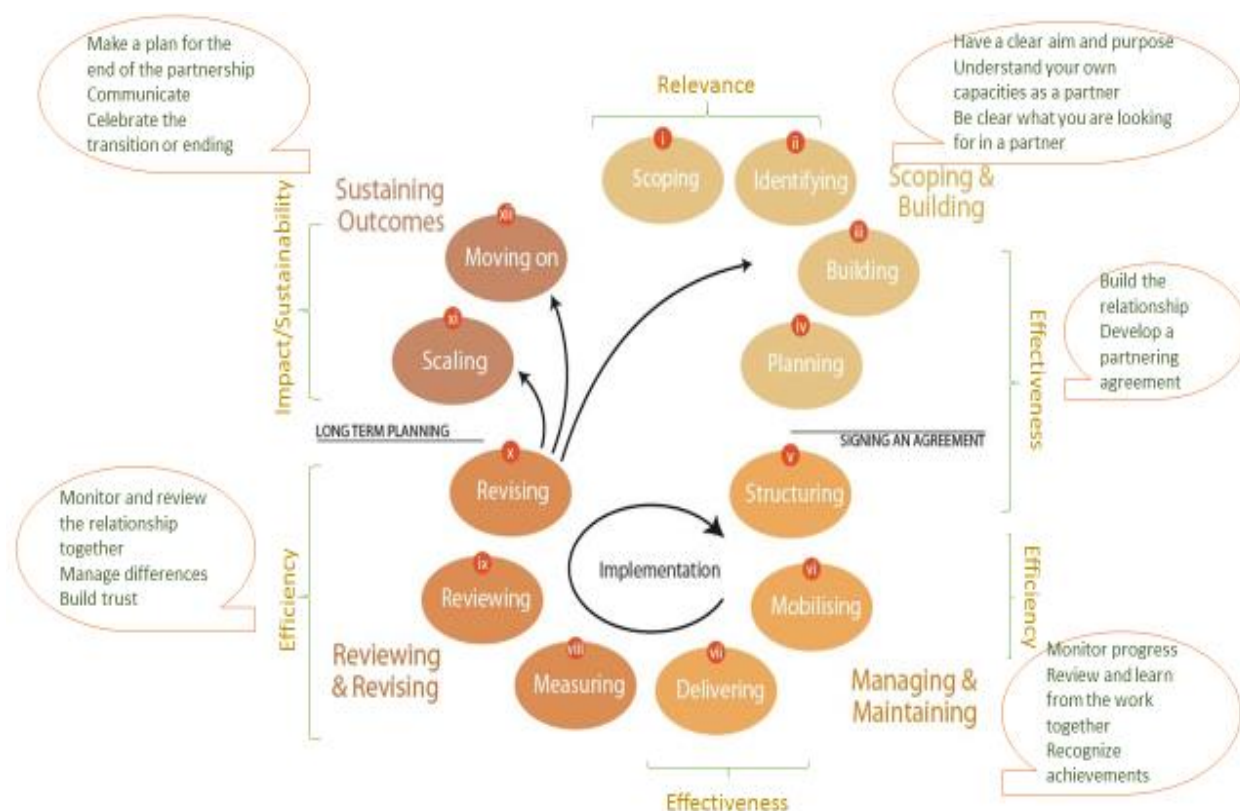 Make a plan for the
end of the partnership
Communicate
Celebrate the
transition or ending
Have a clear aim and purpose
Understand your own
capacities as a partner
Be clear what you are looking
for in a partner
Relevance
i
Scoping
ii
Identifying
Scoping &
Building
iii
Building
iv
Planning
Effectiveness
Build the
relationship
Develop a
partnering
agreement
SIGNING AN AGREEMENT
v
Structuring
vi
Mobilising
Efficiency
Managing &
Maintaining
Monitor progress
Review and learn
from the work
together
Recognize
achievements
vii
Delivering
Effectiveness
Implementation
viii
Measuring
ix
Reviewing
x
Revising
Reviewing
& Revising
Efficiency
Monitor and review
the relationship
together
Manage differences
Build trust
LONG TERM PLANNING
xi
Scaling
xii
Moving on
Sustaining
Outcomes
Impact/Sustainability